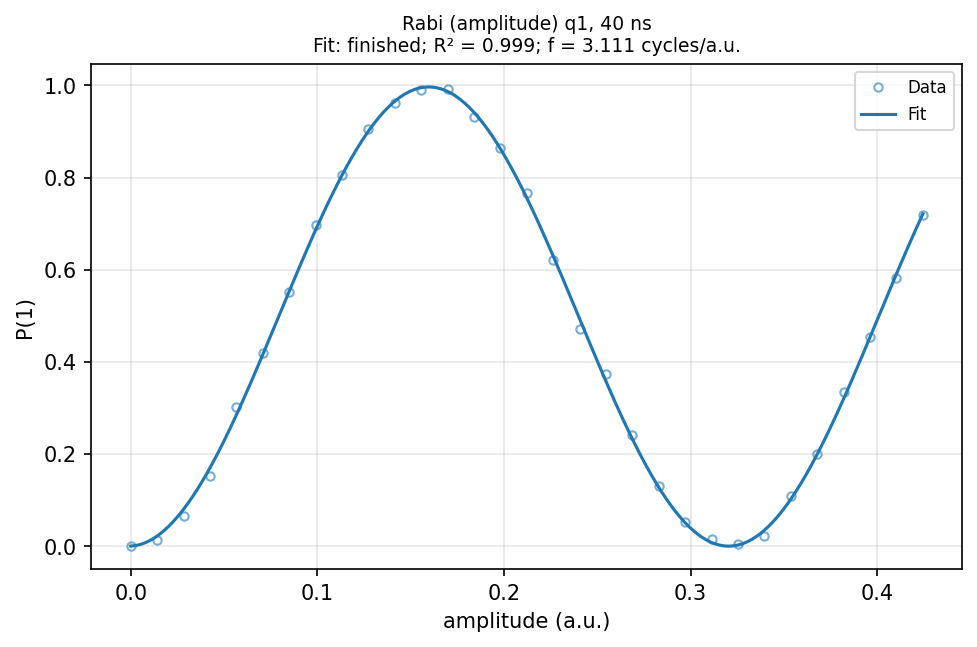 Rabi (amplitude) q1, 40 ns
Fit: finished; R² = 0.999; f = 3.111 cycles/a.u.
Data
Fit
P(1)
1.0
0.8
0.6
0.4
0.2
0.0
0.0 0.1 0.2 0.3 0.4
amplitude (a.u.)